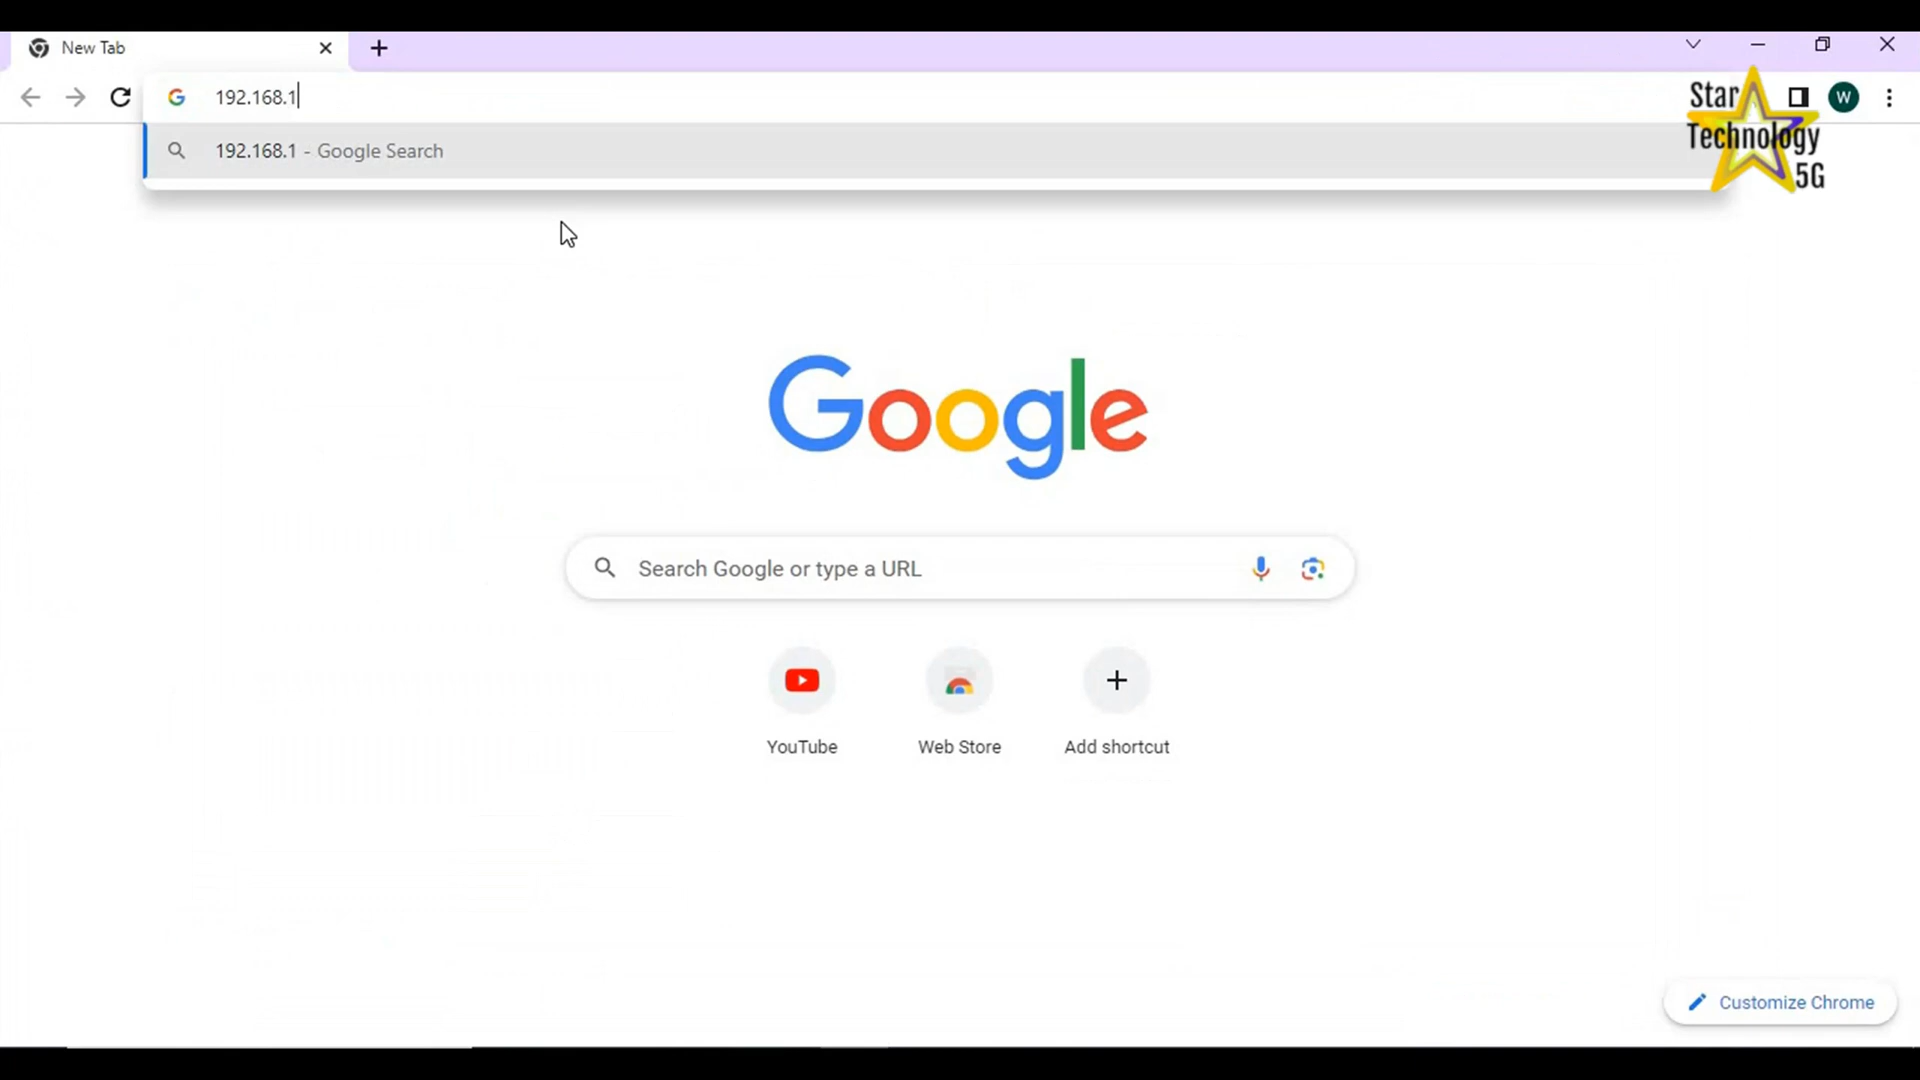 New Tab
192.168.1
192.168.1 - Google Search
Star
Technology
5G
W
Google
Search Google or type a URL
YouTube
Web Store
Add shortcut
Customize Chrome